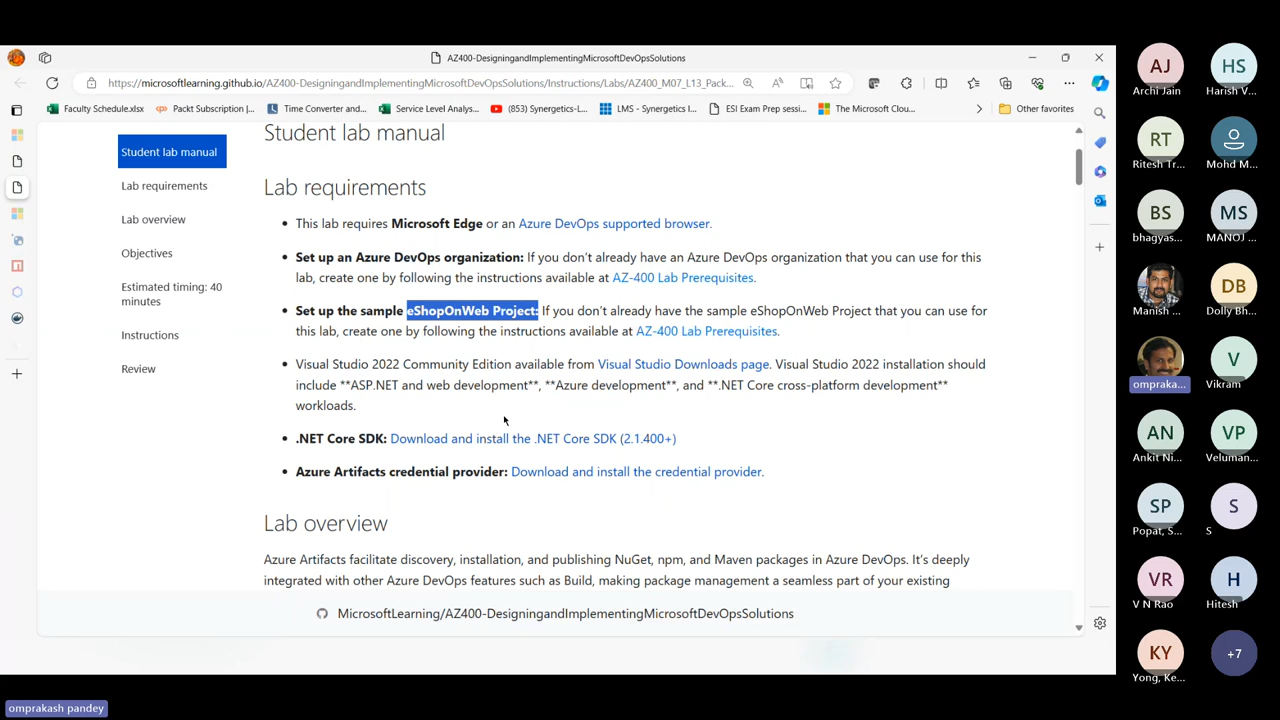 AZ400-DesigningandImplementingMicrosoftDevOpsSolutions
https://microsoftlearning.github.io/AZ400-DesigningandImplementingMicrosoftDevOpsSolutions/Instructions/Labs/AZ400_M07_L13_Pack...
Faculty Schedule.xlsx
Packt Subscription |...
Time Converter and...
Service Level Analys...
(853) Synergetics-L...
LMS - Synergetics I...
ESI Exam Prep sessi...
The Microsoft Clou...
Other favorites
Student lab manual
Lab requirements
Lab overview
Objectives
Estimated timing: 40
minutes
Instructions
Review
Student lab manual
Lab requirements
This lab requires Microsoft Edge or an Azure DevOps supported browser.
Set up an Azure DevOps organization: If you don’t already have an Azure DevOps organization that you can use for this
lab, create one by following the instructions available at AZ-400 Lab Prerequisites.
Set up the sample eShopOnWeb Project: If you don’t already have the sample eShopOnWeb Project that you can use for
this lab, create one by following the instructions available at AZ-400 Lab Prerequisites.
Visual Studio 2022 Community Edition available from Visual Studio Downloads page. Visual Studio 2022 installation should
include **ASP.NET and web development**, **Azure development**, and **.NET Core cross-platform development**
workloads.
.NET Core SDK: Download and install the .NET Core SDK (2.1.400+)
Azure Artifacts credential provider: Download and install the credential provider.
Lab overview
Azure Artifacts facilitate discovery, installation, and publishing NuGet, npm, and Maven packages in Azure DevOps. It’s deeply
integrated with other Azure DevOps features such as Build, making package management a seamless part of your existing
MicrosoftLearning/AZ400-DesigningandImplementingMicrosoftDevOpsSolutions
AJ
Archi Jain
HS
Harish V...
RT
Ritesh Tr...
Mohd M...
BS
bhagyas...
MS
MANOJ ...
Manish ...
DB
Dolly Bh...
ompraka...
V
Vikram
AN
Ankit Ni...
VP
Veluman...
SP
Popat, S...
S
S
VR
V N Rao
H
Hitesh
KY
Yong, Ke...
+7
omprakash pandey